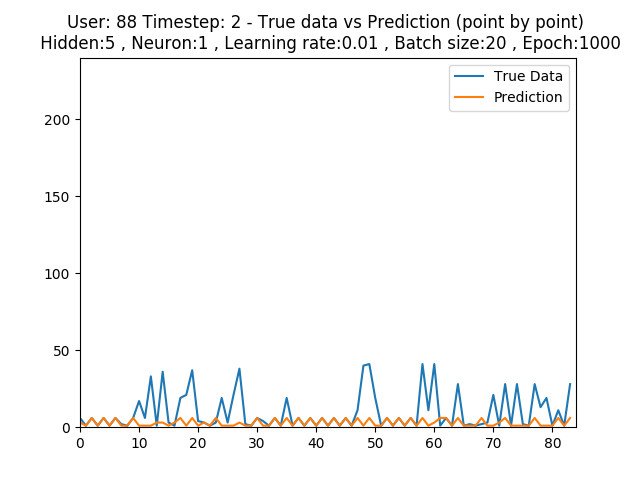 User: 88 Timestep: 2 - True data vs Prediction (point by point)
Hidden:5 , Neuron:1 , Learning rate:0.01 , Batch size:20 , Epoch:1000
True Data
Prediction
200
150
100
50
0
0 10 20 30 40 50 60 70 80